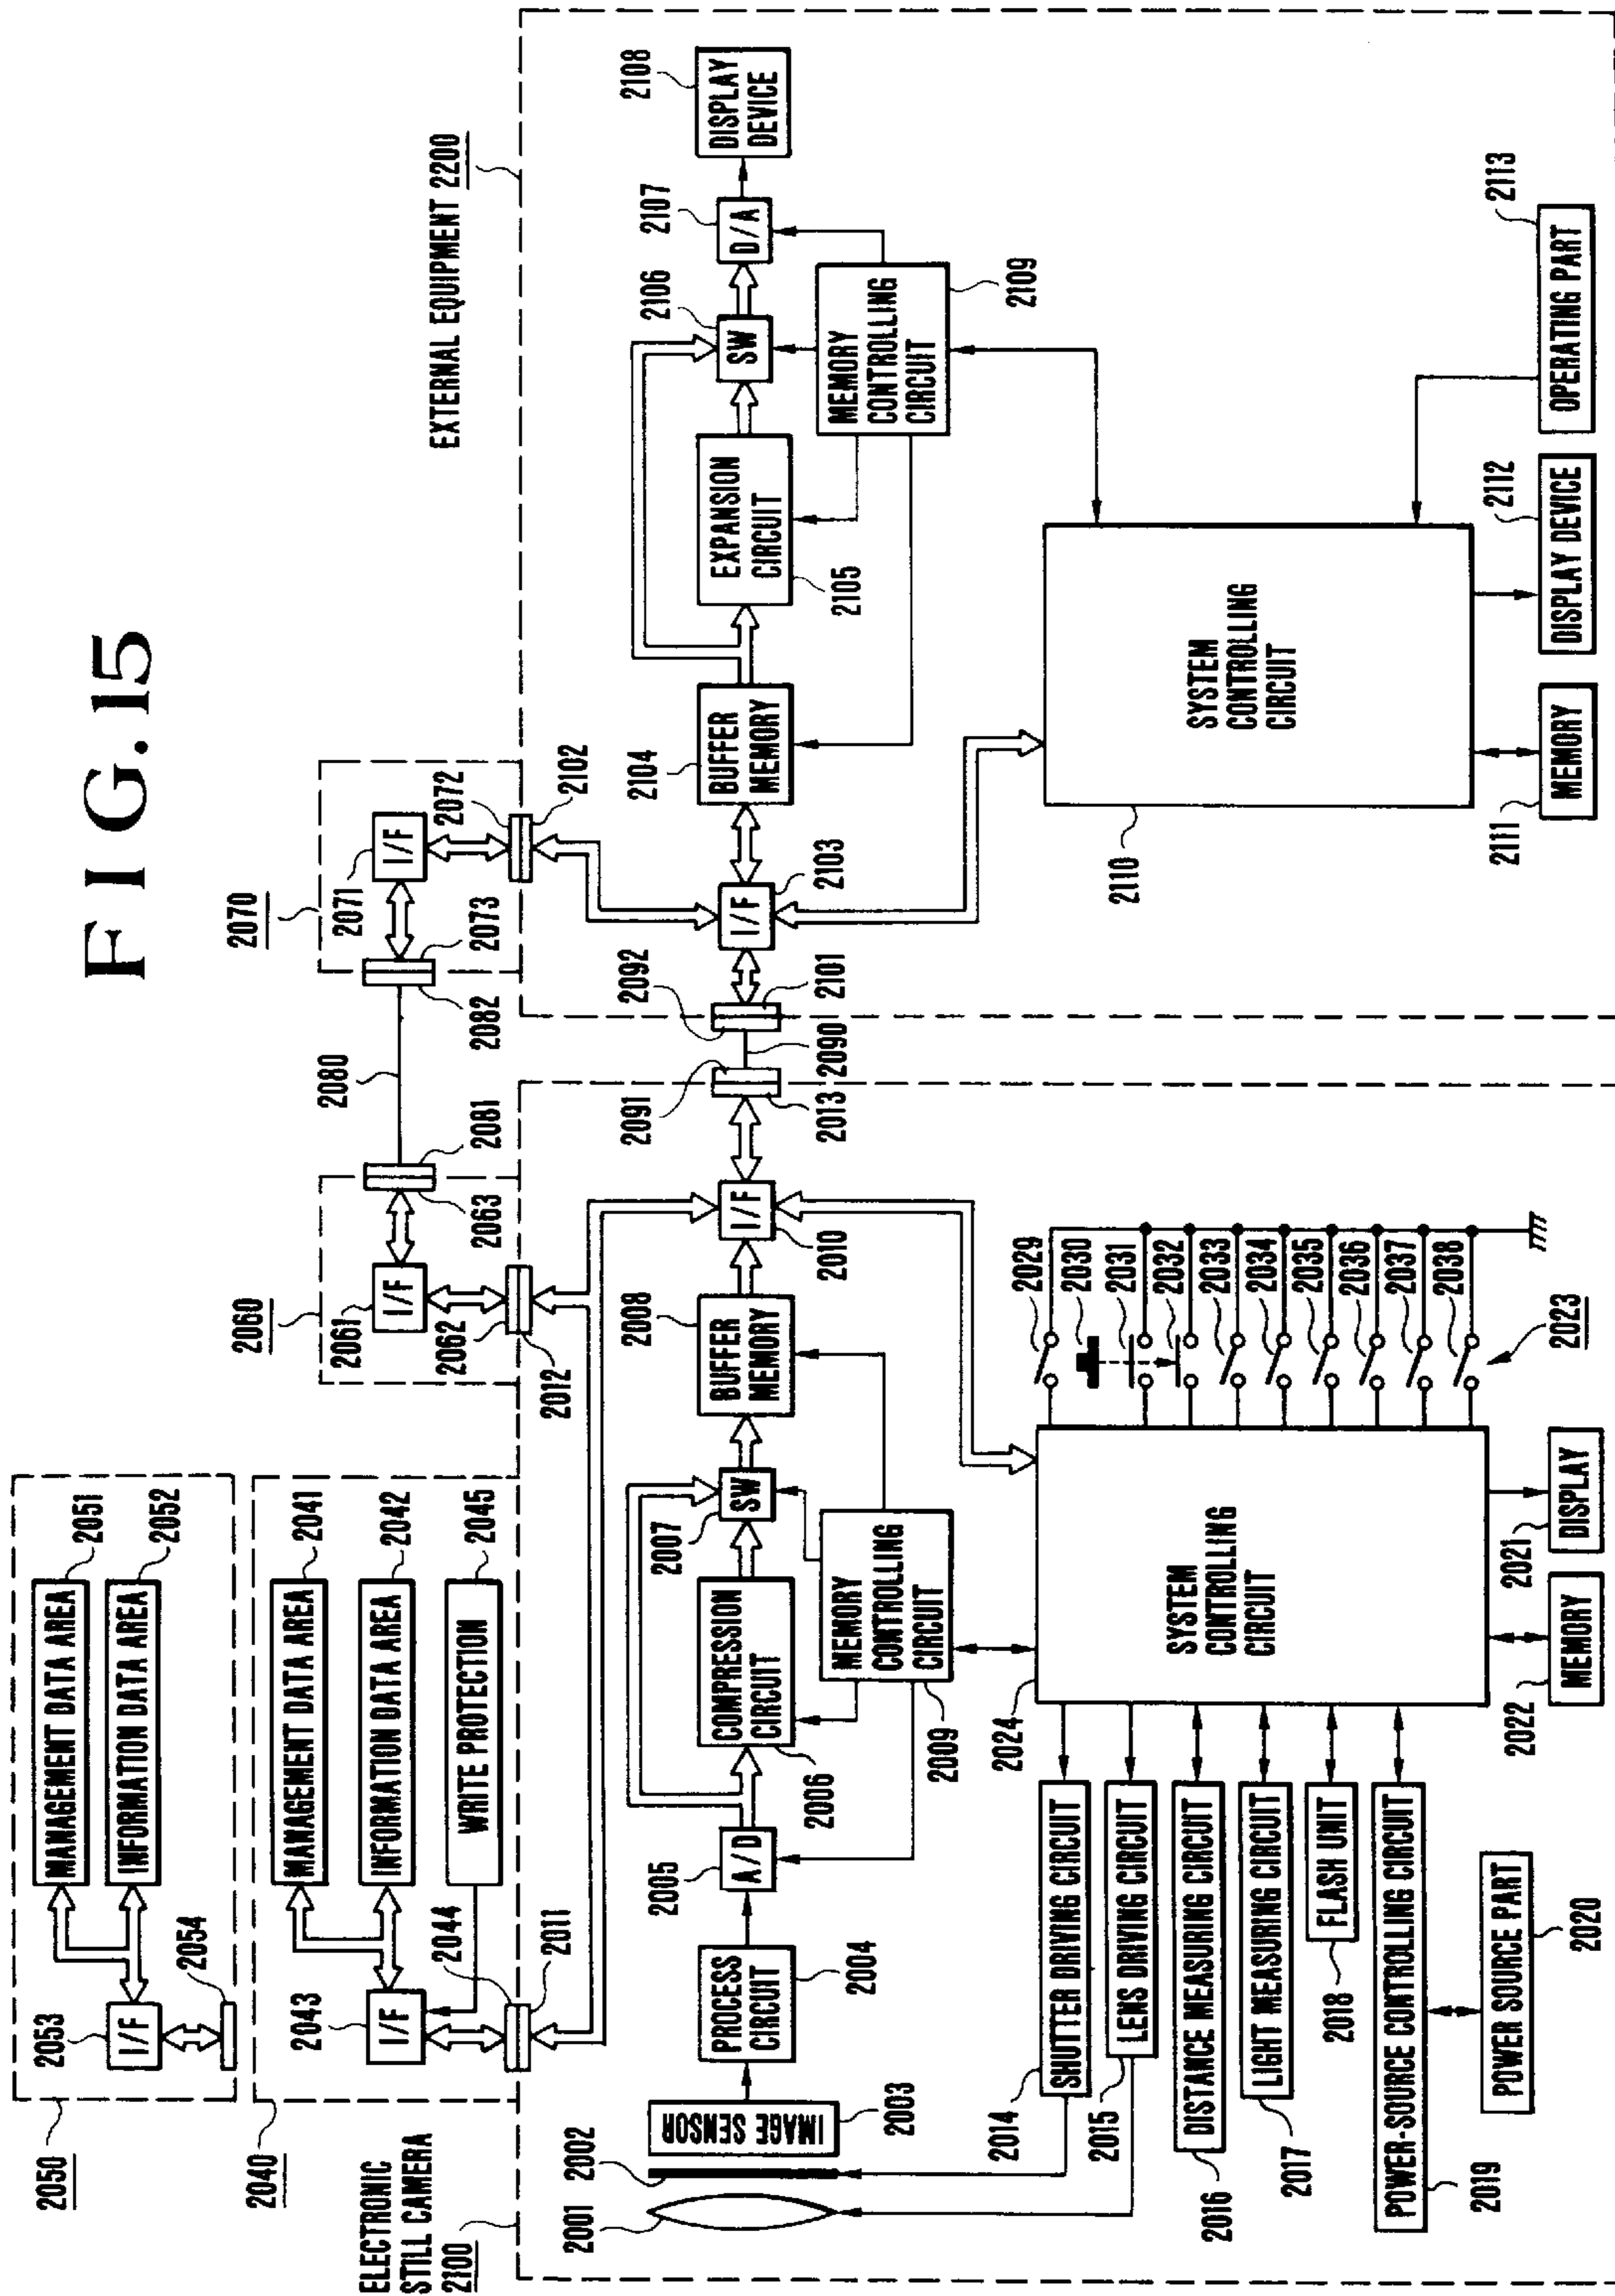 FIG.15
2050
2053
I/F
2054
MANAGEMENT DATA AREA
2051
INFORMATION DATA AREA
2052
2040
2043
I/F
2044
2011
MANAGEMENT DATA AREA
2041
INFORMATION DATA AREA
2042
WRITE PROTECTION
2045
2060
2061
I/F
2062
2012
2063
2081
2080
2082
2073
2070
2071
I/F
2072
2102
ELECTRONIC
STILL CAMERA
2100
EXTERNAL EQUIPMENT 2200
2001
2002
IMAGE SENSOR
2003
PROCESS
CIRCUIT
2004
2005
A/D
COMPRESSION
CIRCUIT
2006
2007
SW
2008
BUFFER
MEMORY
MEMORY
CONTROLLING
CIRCUIT
2009
I/F
2010
2091
2013
2090
2092
2101
I/F
2103
2104
BUFFER
MEMORY
EXPANSION
CIRCUIT
2105
2106
SW
2107
D/A
2108
DISPLAY
DEVICE
MEMORY
CONTROLLING
CIRCUIT
2109
2014
SHUTTER DRIVING CIRCUIT
2015
LENS DRIVING CIRCUIT
2016
DISTANCE MEASURING CIRCUIT
2017
LIGHT MEASURING CIRCUIT
2018
FLASH UNIT
2019
POWER-SOURCE CONTROLLING CIRCUIT
POWER SOURCE PART
2020
2024
SYSTEM
CONTROLLING
CIRCUIT
2022
MEMORY
2021
DISPLAY
2029
2030
2031
2032
2033
2034
2035
2036
2037
2038
2023
2110
SYSTEM
CONTROLLING
CIRCUIT
2111
MEMORY
2112
DISPLAY DEVICE
2113
OPERATING PART